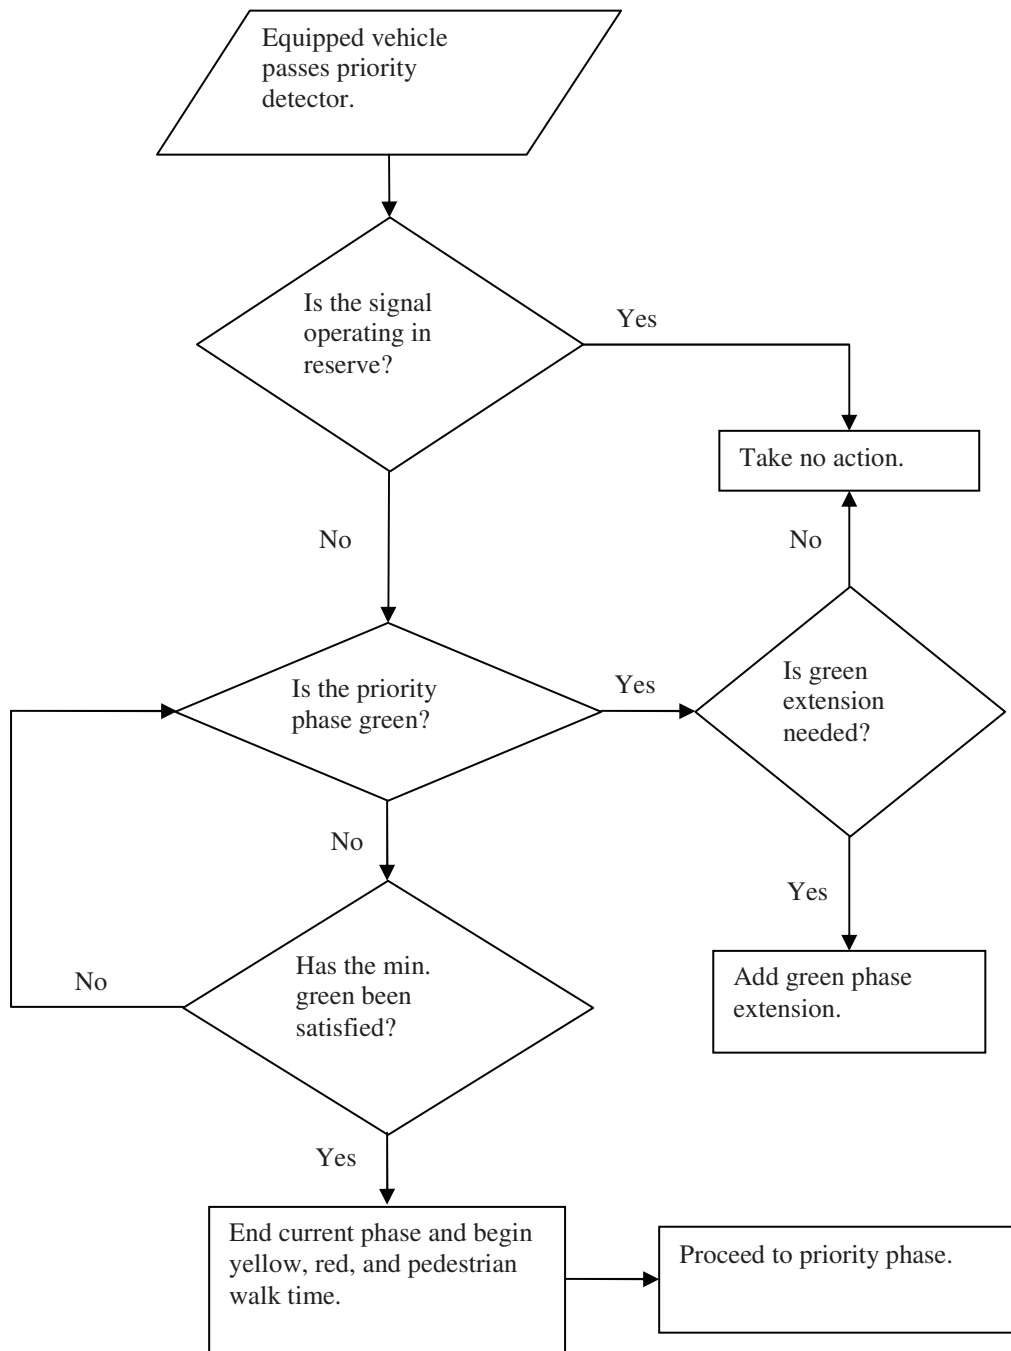 Equipped vehicle
passes priority
detector.
Is the signal
operating in
reserve?
Yes
Take no action.
No
No
Is the priority
phase green?
Yes
Is green
extension
needed?
No
Yes
Has the min.
green been
satisfied?
No
Add green phase
extension.
Yes
End current phase and begin
yellow, red, and pedestrian
walk time.
Proceed to priority phase.